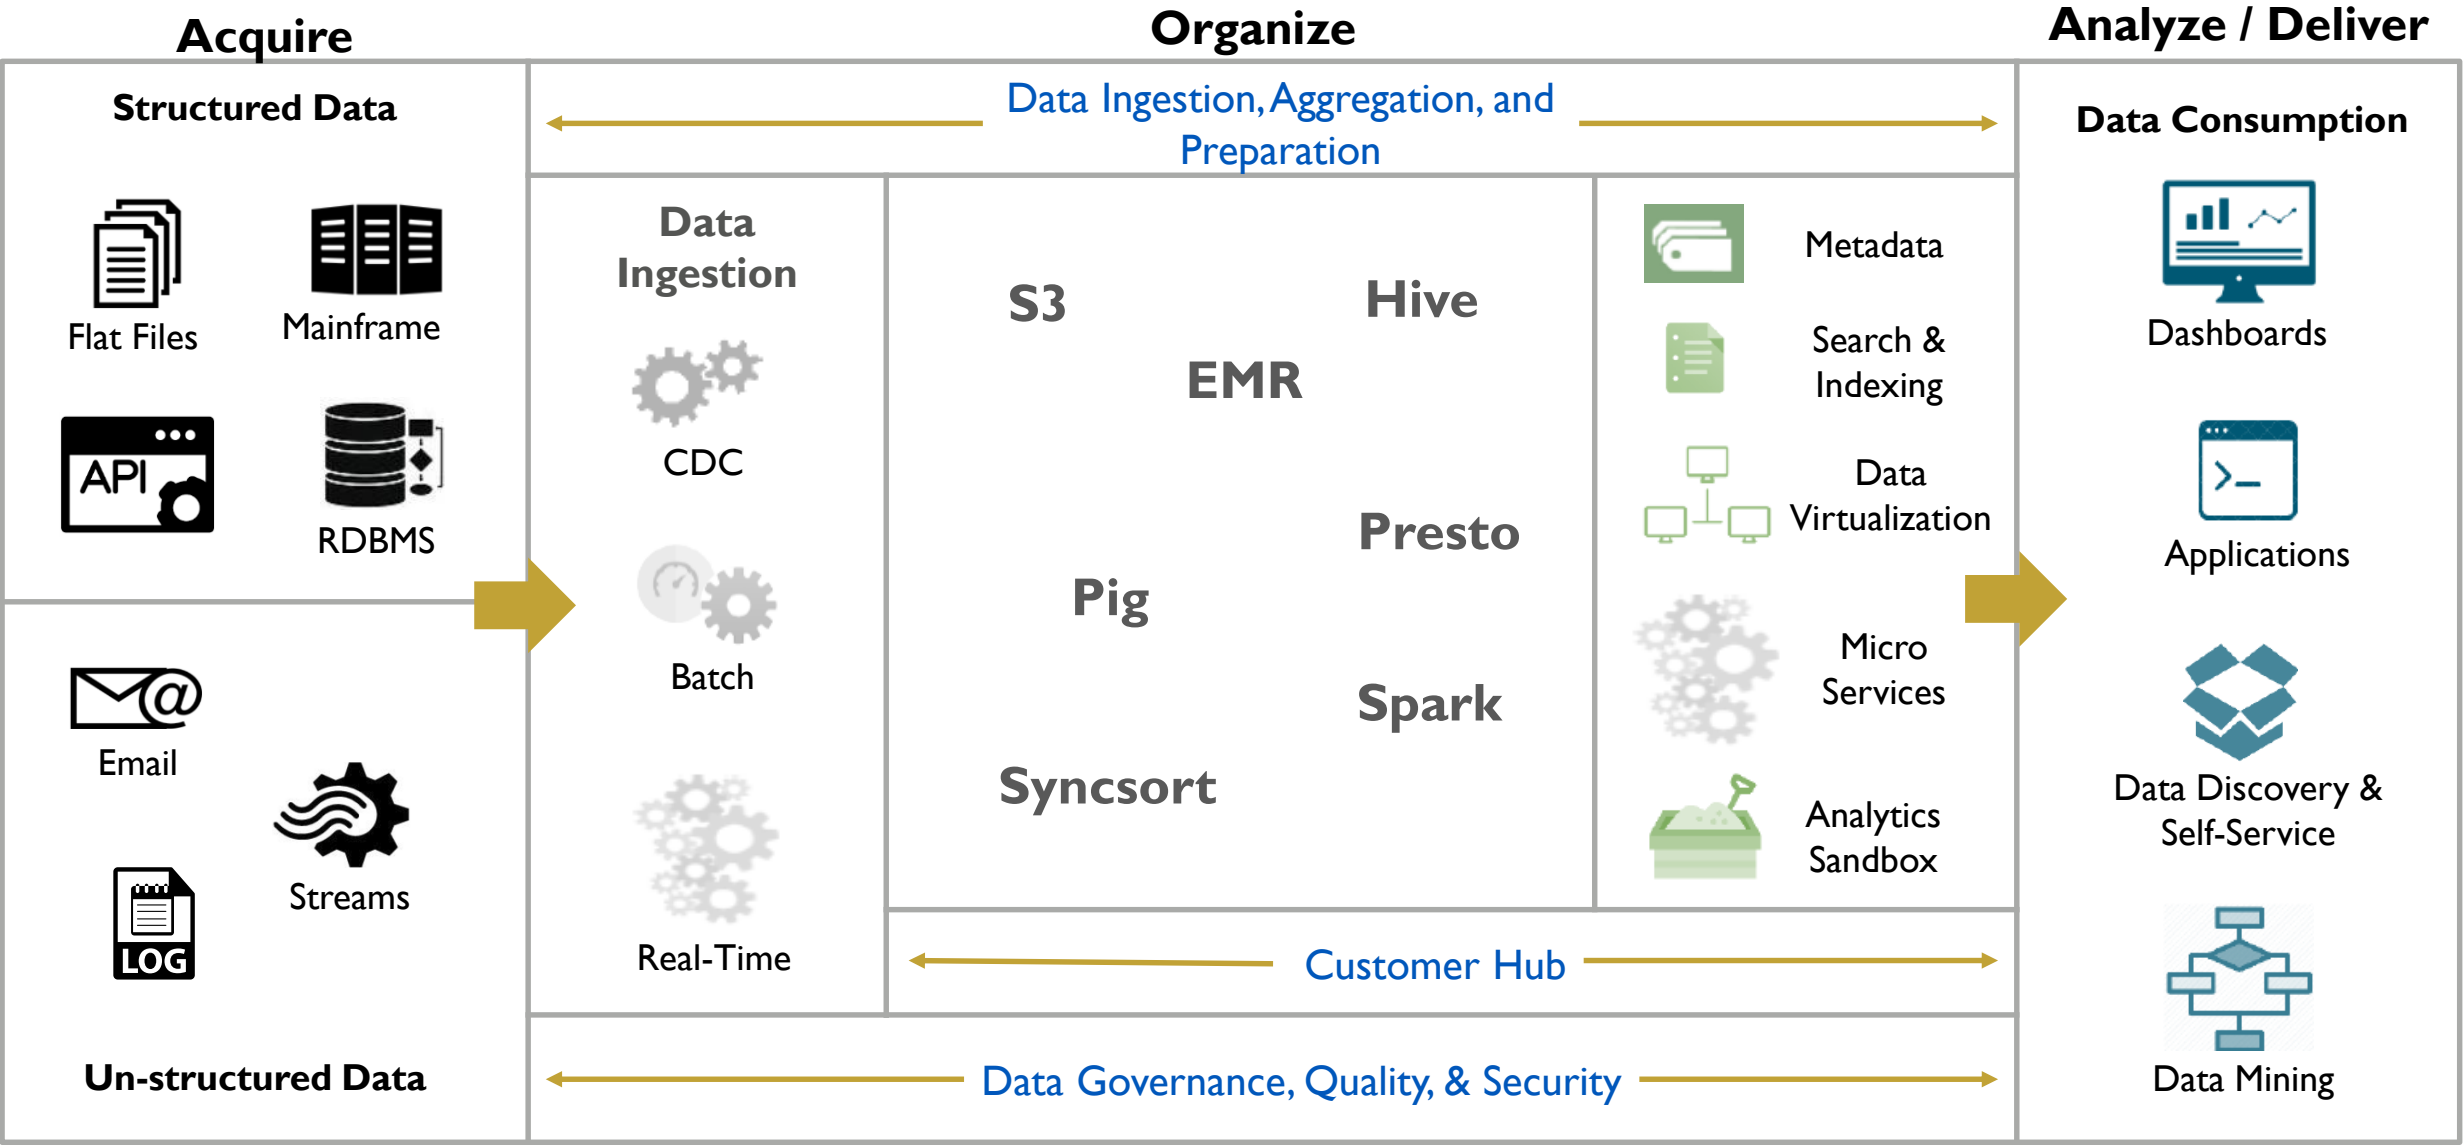 Acquire
Organize
Analyze / Deliver
Structured Data
Flat Files
Mainframe
API
RDBMS
Email
Streams
LOG
Un-structured Data
Data Ingestion, Aggregation, and
Preparation
Data
Ingestion
CDC
Batch
Real-Time
S3
Hive
EMR
Presto
Pig
Spark
Syncsort
Metadata
Search &
Indexing
Data
Virtualization
Micro
Services
Analytics
Sandbox
Customer Hub
Data Governance, Quality, & Security
Data Consumption
Dashboards
Applications
Data Discovery &
Self-Service
Data Mining